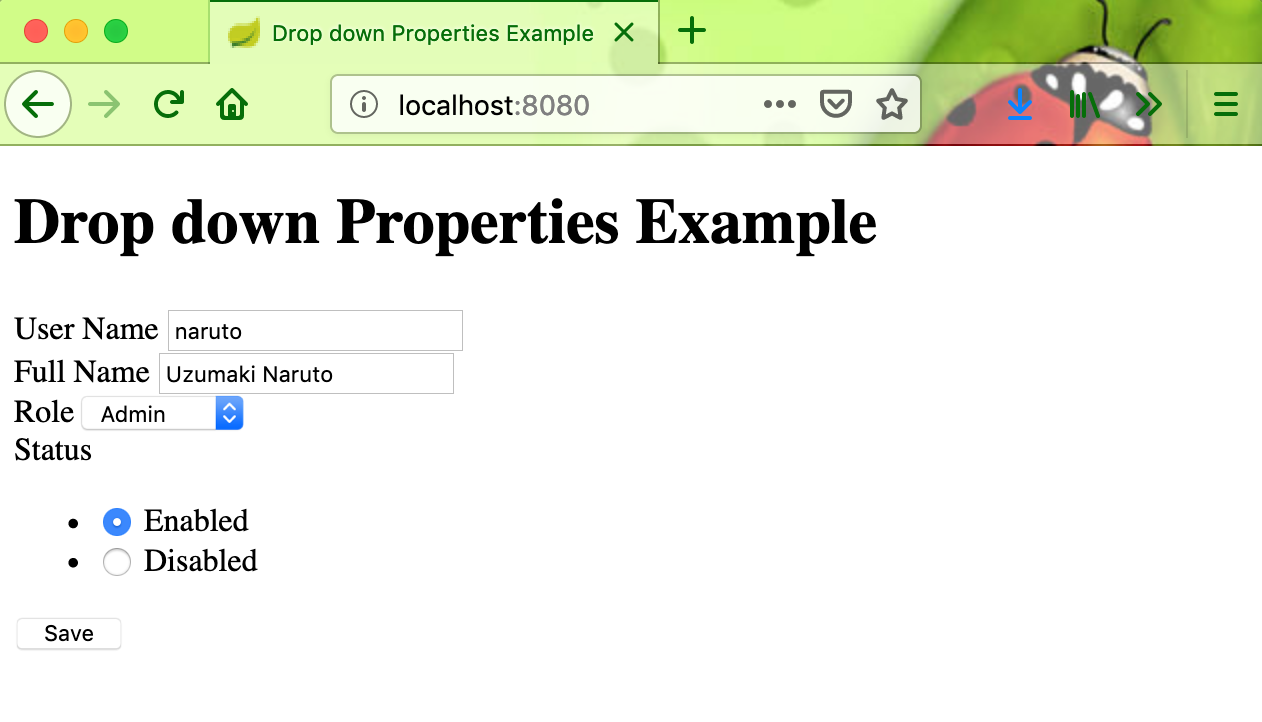 Drop down Properties Example
localhost:8080
Drop down Properties Example
User Name naruto
Full Name Uzumaki Naruto
Role Admin
Status
Enabled
Disabled
Save